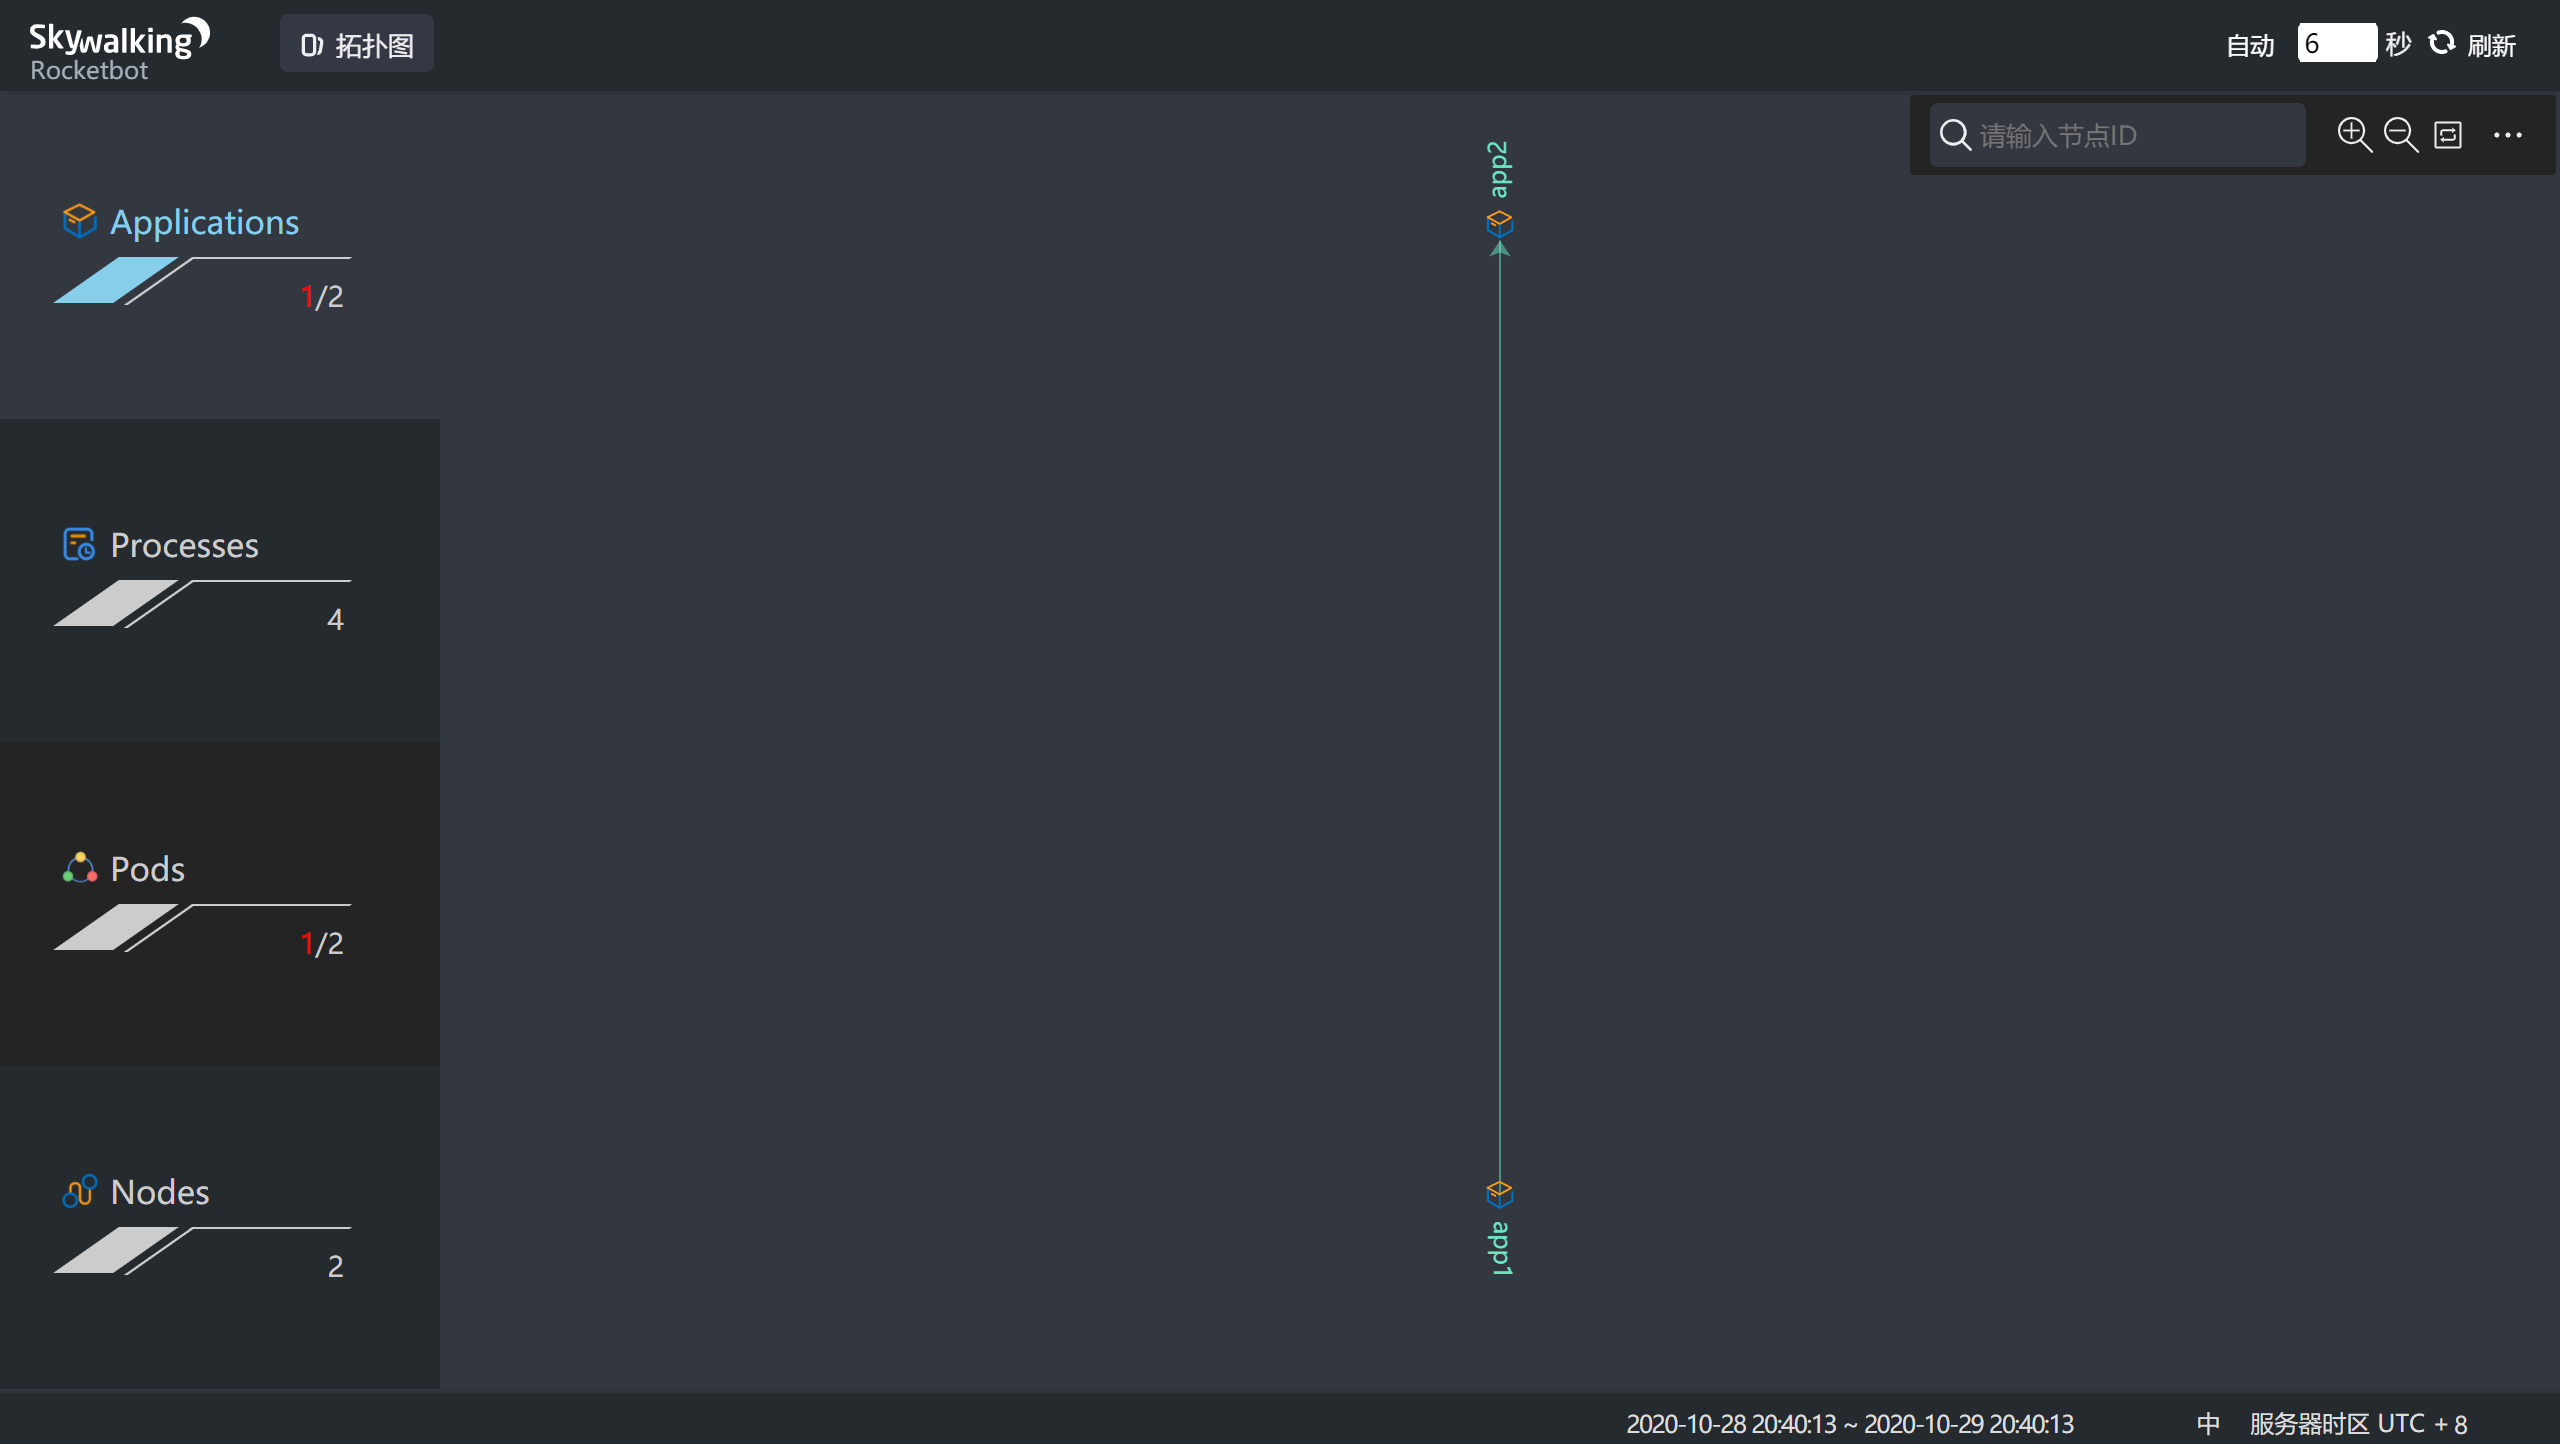 Skywalking
Rocketbot
拓扑图
自动 6 秒 刷新
请输入节点ID
app2
Applications
1/2
Processes
4
Pods
1/2
Nodes
2
app1
2020-10-28 20:40:13 ~ 2020-10-29 20:40:13
中
服务器时区 UTC + 8